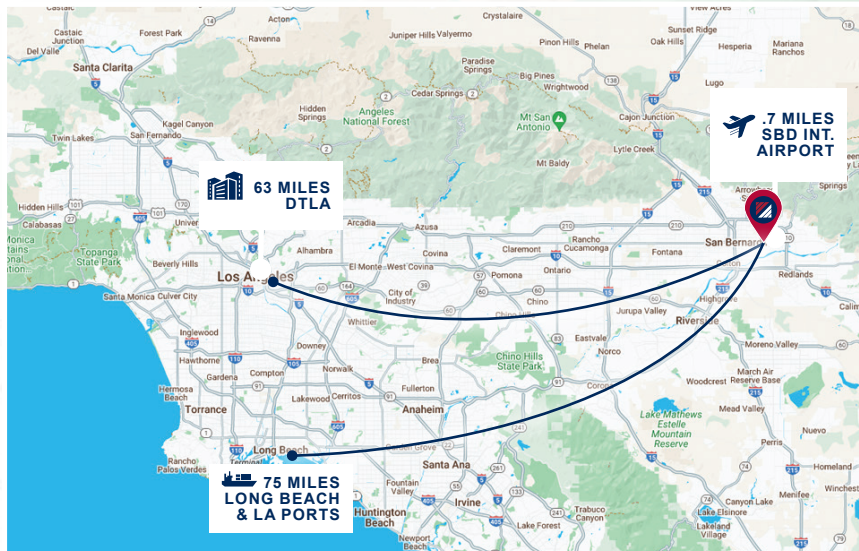 Castaic
Castaic
Junction
Forest Park
Acton
Ravenna
Juniper Hills
Valyermo
Crystalaire
Pinon Hills
Phelan
Oak Hills
Sunset Ridge
View Acres
Hesperia
Mariana
Ranchos
Del Valle
Santa Clarita
Paradise
Springs
Big Pines
Wrightwood
Lugo
Hidden
Springs
Cedar Springs
Cajon Junction
Kagel Canyon
San Fernando
Twin Lakes
Angeles
National Forest
Mt San
Antonio
Mt Baldy
Lytle Creek
.7 MILES
SBD INT.
AIRPORT
63 MILES
DTLA
Hidden Hills
Calabasas
Topanga
State Park
Beverly Hills
Santa Monica
Culver City
Los Angeles
Alhambra
Arcadia
Azusa
Covina
El Monte
West Covina
City of
Industry
Claremont
Pomona
Rancho
Cucamonga
Ontario
Fontana
San Bernar
Redlands
Highgrove
Riverside
Jurupa Valley
Chino
Chino Hills
Eastvale
Norco
Whittier
Inglewood
Hawthorne
Gardena
Compton
Downey
Norwalk
Lakewood
Cerritos
Brea
Fullerton
Anaheim
Chino Hills
State Park
Corona
Moreno Valley
March Air
Reserve Base
Woodcrest
Mead Valley
Lake Mathews
Estelle
Mountain
Reserve
Nuevo
Perris
Homeland
Winchester
Menifee
Canyon Lake
Lake Elsinore
Lakeland
Village
Hermosa
Beach
Torrance
Rancho
Palos Verdes
Long Beach
Terminal
Garden Grove
Santa Ana
Fountain
Valley
Huntington
Beach
Irvine
Newport
Beach
Lake Forest
Trabuco
Canyon
75 MILES
LONG BEACH
& LA PORTS